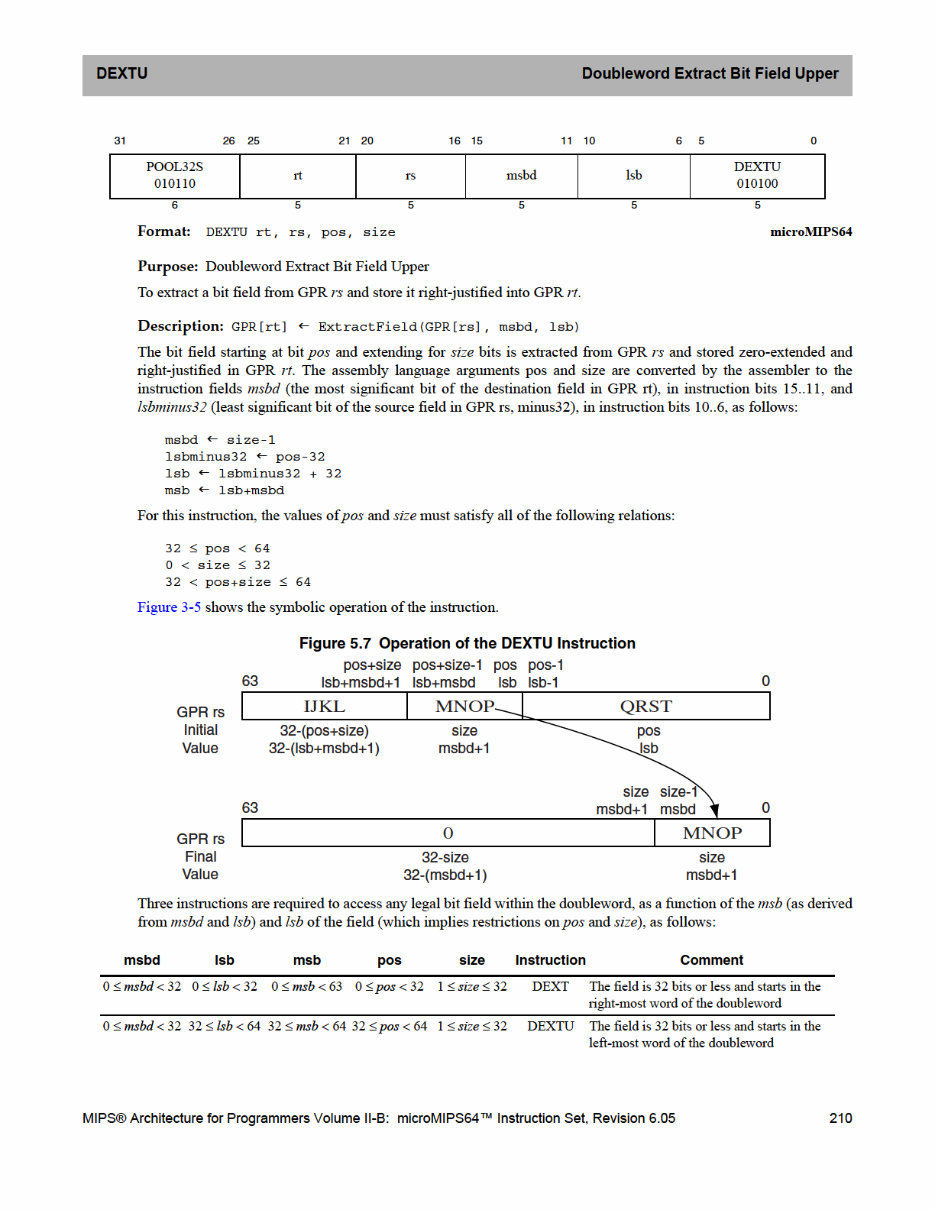 DEXTU Doubleword Extract Bit Field Upper
31 26 25 21 20 16 15 11 10 6 5 0
POOL32S
010110
rt rs msbd lsb
DEXTU
010100
6 5 5 5 5 5
Format: DEXTU rt, rs, pos, size microMIPS64
Purpose: Doubleword Extract Bit Field Upper
To extract a bit field from GPR rs and store it right-justified into GPR rt.
Description: GPR[rt] ← ExtractField(GPR[rs], msbd, lsb)
The bit field starting at bit pos and extending for size bits is extracted from GPR rs and stored zero-extended and
right-justified in GPR rt. The assembly language arguments pos and size are converted by the assembler to the
instruction fields msbd (the most significant bit of the destination field in GPR rt), in instruction bits 15..11, and
lsbminus32 (least significant bit of the source field in GPR rs, minus32), in instruction bits 10..6, as follows:
msbd ← size-1
lsbminus32 ← pos-32
lsb ← lsbminus32 + 32
msb ← lsb+msbd
For this instruction, the values of pos and size must satisfy all of the following relations:
32 ≤ pos < 64
0 < size ≤ 32
32 < pos+size ≤ 64
Figure 3-5 shows the symbolic operation of the instruction.
Figure 5.7 Operation of the DEXTU Instruction
pos+size pos+size-1 pos pos-1
63 lsb+msbd+1 lsb+msbd lsb lsb-1 0
GPR rs
Initial
Value
IJKL MNOP QRST
32-(pos+size) size pos
32-(lsb+msbd+1) msbd+1 lsb
size size-1
63 msbd+1 msbd 0
GPR rs
Final
Value
0 MNOP
32-size size
32-(msbd+1) msbd+1
Three instructions are required to access any legal bit field within the doubleword, as a function of the msb (as derived
from msbd and lsb) and lsb of the field (which implies restrictions on pos and size), as follows:
msbd lsb msb pos size Instruction Comment
0 ≤ msbd < 32 0 ≤ lsb < 32 0 ≤ msb < 63 0 ≤ pos < 32 1 ≤ size ≤ 32 DEXT The field is 32 bits or less and starts in the
right-most word of the doubleword
0 ≤ msbd < 32 32 ≤ lsb < 64 32 ≤ msb < 64 32 ≤ pos < 64 1 ≤ size ≤ 32 DEXTU The field is 32 bits or less and starts in the
left-most word of the doubleword
MIPS® Architecture for Programmers Volume II-B: microMIPS64™ Instruction Set, Revision 6.05 210